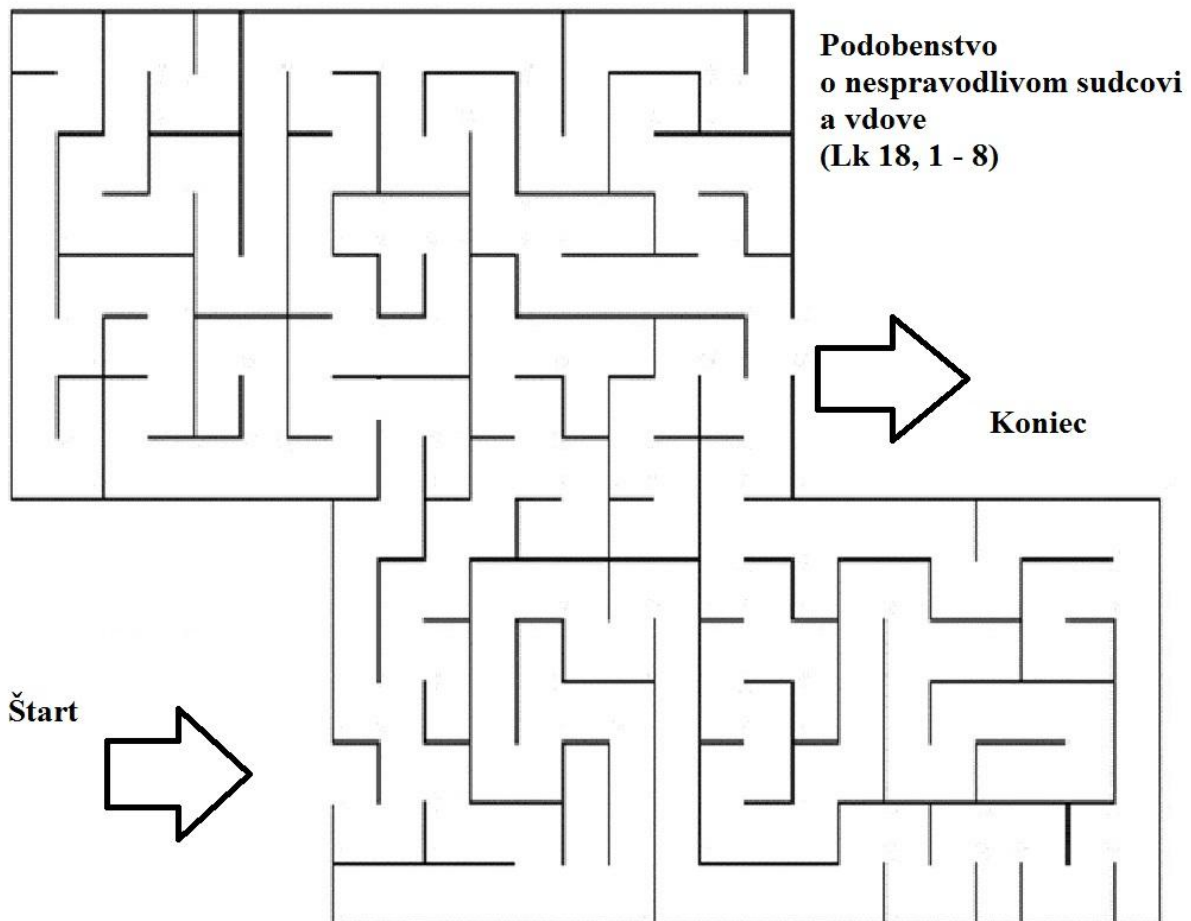 Podobenstvo
o nespravodlivom sudcovi
a vdove
(Lk 18, 1 - 8)
Koniec
Štart